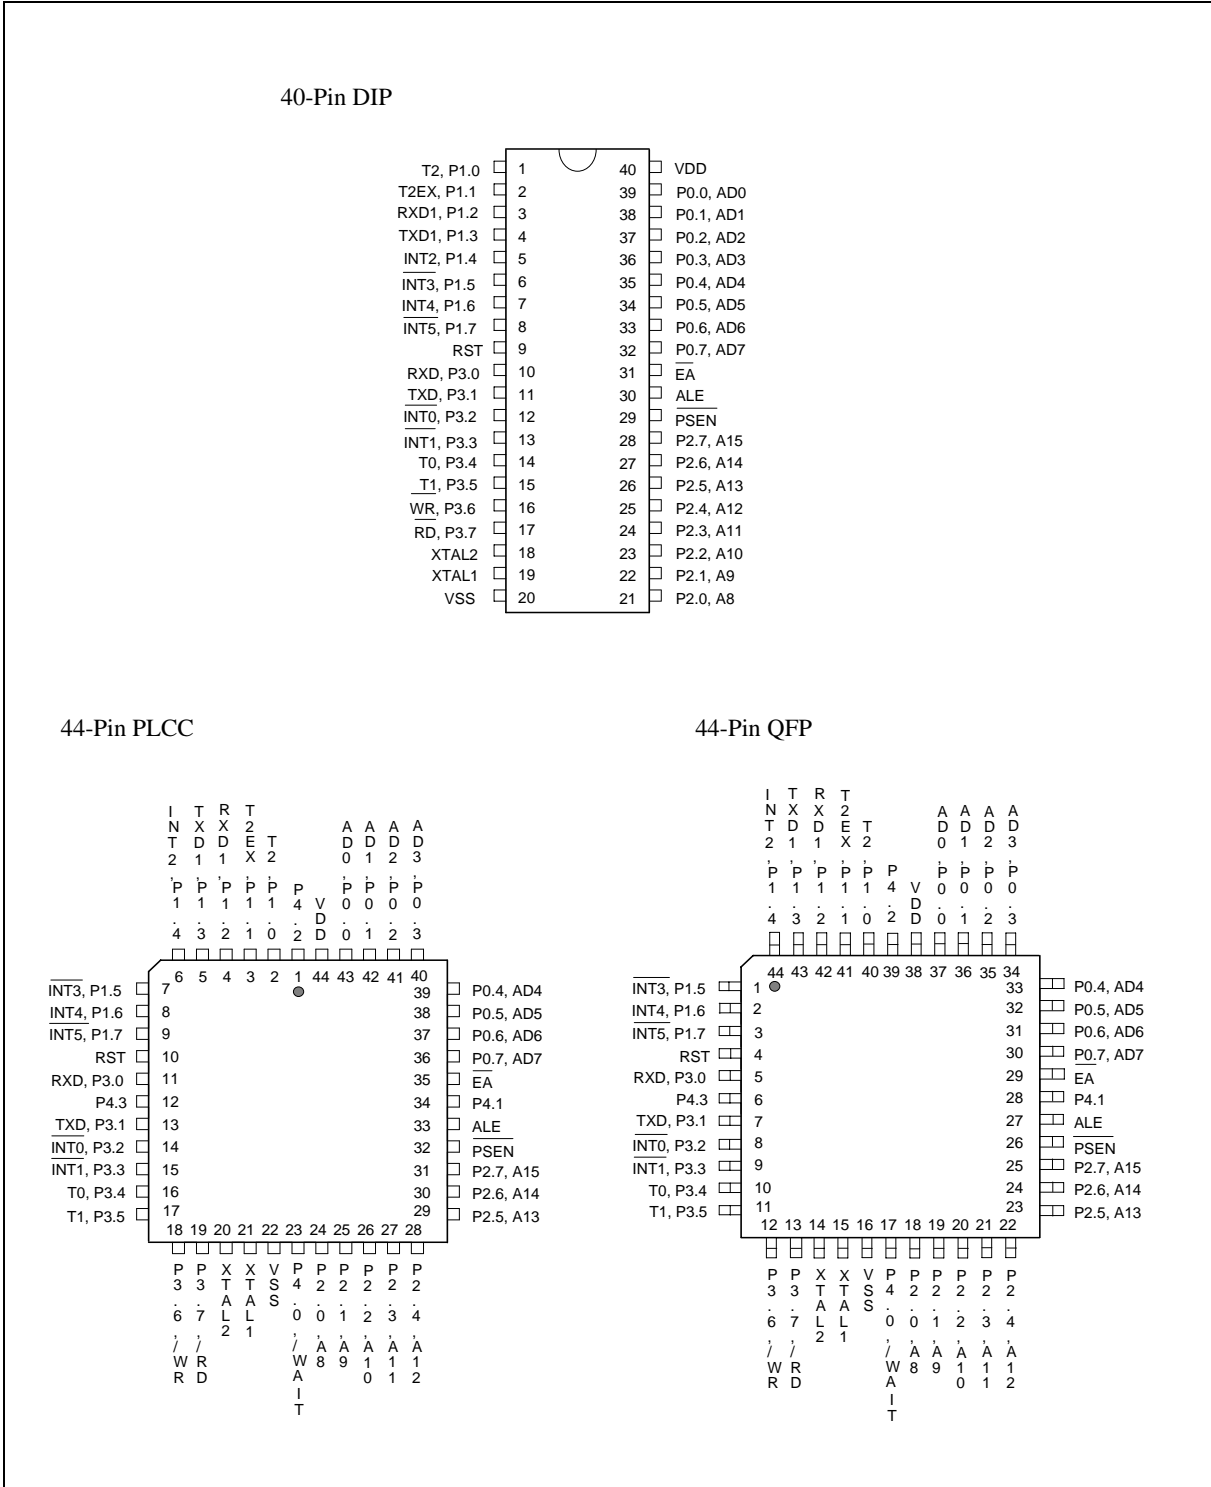 40-Pin DIP
T2, P1.0 1 40 VDD
T2EX, P1.1 2 39 P0.0, AD0
RXD1, P1.2 3 38 P0.1, AD1
TXD1, P1.3 4 37 P0.2, AD2
INT2, P1.4 5 36 P0.3, AD3
INT3, P1.5 6 35 P0.4, AD4
INT4, P1.6 7 34 P0.5, AD5
INT5, P1.7 8 33 P0.6, AD6
RST 9 32 P0.7, AD7
RXD, P3.0 10 31 EA
TXD, P3.1 11 30 ALE
INT0, P3.2 12 29 PSEN
INT1, P3.3 13 28 P2.7, A15
T0, P3.4 14 27 P2.6, A14
T1, P3.5 15 26 P2.5, A13
WR, P3.6 16 25 P2.4, A12
RD, P3.7 17 24 P2.3, A11
XTAL2 18 23 P2.2, A10
XTAL1 19 22 P2.1, A9
VSS 20 21 P2.0, A8
44-Pin PLCC
INT2,P1.4
TXD1,P1.3
RXD1,P1.2
T2EX,P1.1
T2,P1.0
P4.2
VDD
AD0,P0.0
AD1,P0.1
AD2,P0.2
AD3,P0.3
6 5 4 3 2 1 44 43 42 41 40
INT3, P1.5 7 39 P0.4, AD4
INT4, P1.6 8 38 P0.5, AD5
INT5, P1.7 9 37 P0.6, AD6
RST 10 36 P0.7, AD7
RXD, P3.0 11 35 EA
P4.3 12 34 P4.1
TXD, P3.1 13 33 ALE
INT0, P3.2 14 32 PSEN
INT1, P3.3 15 31 P2.7, A15
T0, P3.4 16 30 P2.6, A14
T1, P3.5 17 29 P2.5, A13
18 19 20 21 22 23 24 25 26 27 28
P3.6,/WR
P3.7,/RD
XTAL2
XTAL1
VSS
P4.0,/WAIT
P2.0,A8
P2.1,A9
P2.2,A10
P2.3,A11
P2.4,A12
44-Pin QFP
INT2,P1.4
TXD1,P1.3
RXD1,P1.2
T2EX,P1.1
T2,P1.0
P4.2
VDD
AD0,P0.0
AD1,P0.1
AD2,P0.2
AD3,P0.3
44 43 42 41 40 39 38 37 36 35 34
INT3, P1.5 1 33 P0.4, AD4
INT4, P1.6 2 32 P0.5, AD5
INT5, P1.7 3 31 P0.6, AD6
RST 4 30 P0.7, AD7
RXD, P3.0 5 29 EA
P4.3 6 28 P4.1
TXD, P3.1 7 27 ALE
INT0, P3.2 8 26 PSEN
INT1, P3.3 9 25 P2.7, A15
T0, P3.4 10 24 P2.6, A14
T1, P3.5 11 23 P2.5, A13
12 13 14 15 16 17 18 19 20 21 22
P3.6,/WR
P3.7,/RD
XTAL2
XTAL1
VSS
P4.0,/WAIT
P2.0,A8
P2.1,A9
P2.2,A10
P2.3,A11
P2.4,A12